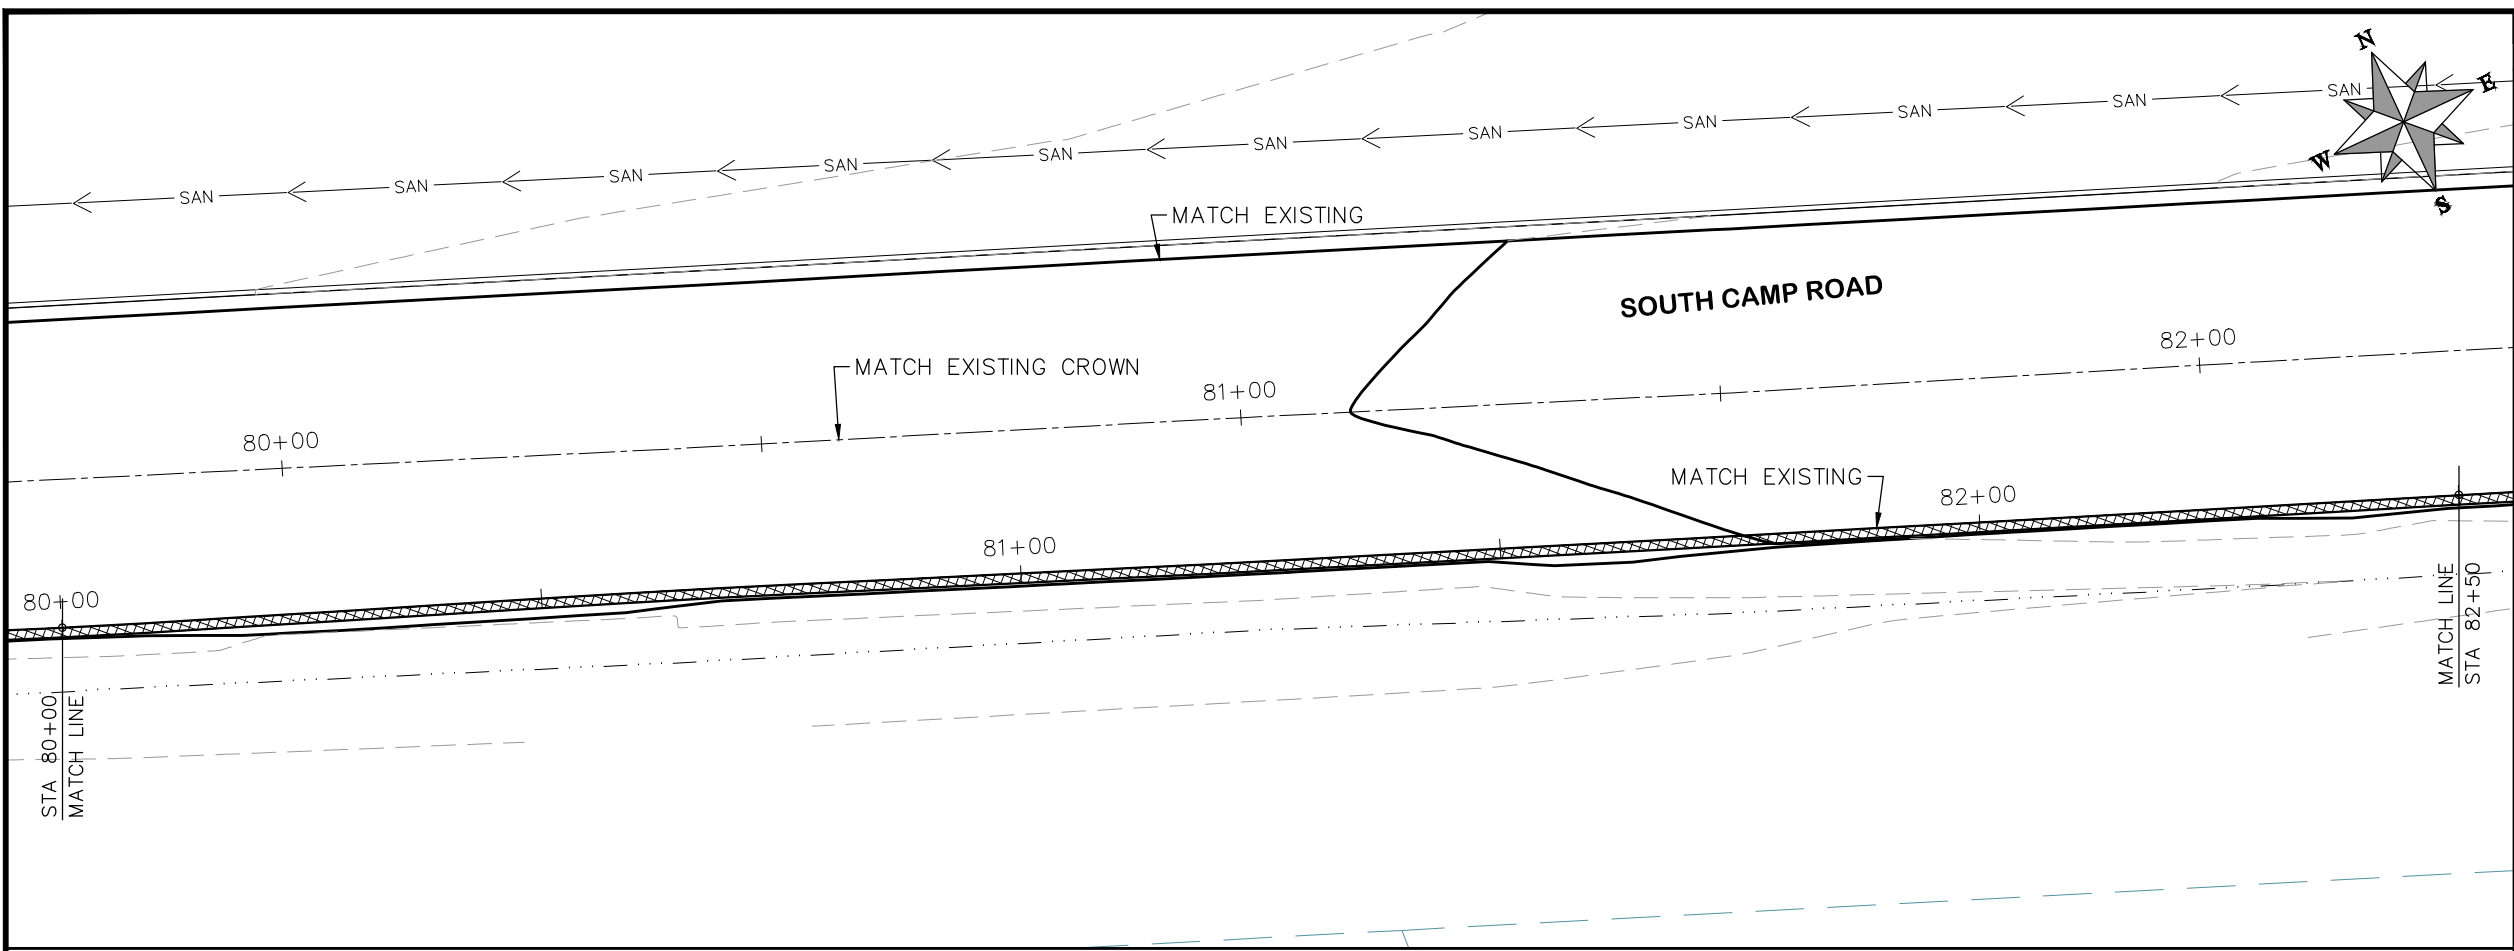 N
E
SAN
SAN
SAN
SAN
SAN
SAN
SAN
SAN
SAN
SAN
SAN
W
S
MATCH EXISTING
SOUTH CAMP ROAD
82+00
MATCH EXISTING CROWN
81+00
80+00
MATCH EXISTING
82+00
81+00
80+00
MATCH LINE
STA 82+50
STA 80+00
MATCH LINE